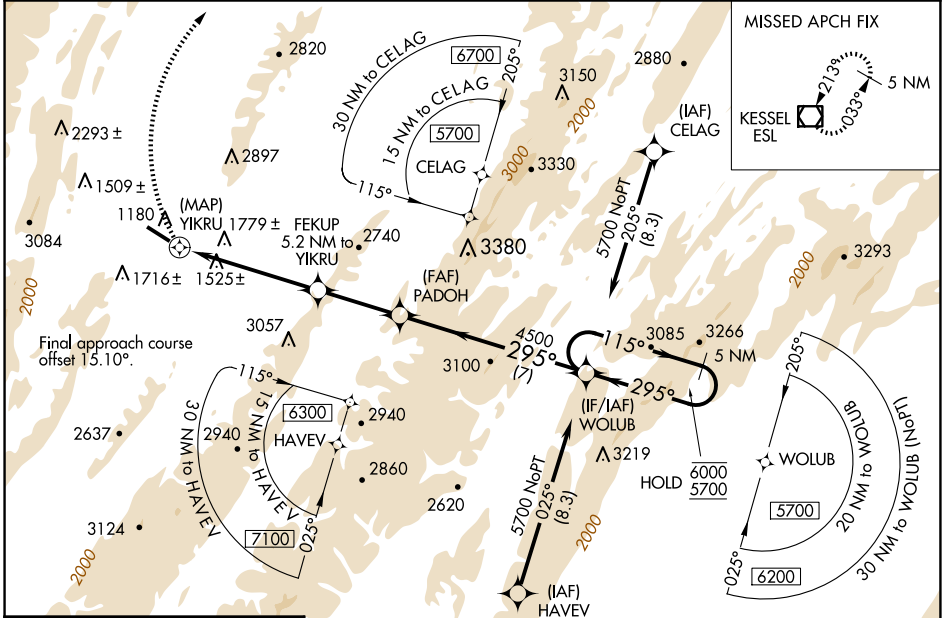 MISSED APCH FIX
213°
033°
5 NM
KESSEL
ESL
2820
6700
205°
30 NM to CELAG
15 NM to CELAG
5700
CELAG
115°
3150
2000
2880
(IAF)
CELAG
3000
3330
2293 ±
2897
1509 ±
1180
(MAP)
YIKRU
1779 ±
FEKUP
5.2 NM to
YIKRU
2740
3084
1716 ±
1525 ±
3380
5700 NoPT
205°
(8.3)
3293
2000
2000
(FAF)
PADOH
Final approach course
offset 15.10°.
3057
4500
295°
(7)
3100
115°
3085
3266
5 NM
295°
(IF/IAF)
WOLUB
115°
30 NM to HAVEV
15 NM to HAVEV
6300
HAVEV
2940
2940
2637
2860
7100
025°
2620
3124
2000
5700 NoPT
025°
(8.3)
3219
HOLD
6000
5700
2000
(IAF)
HAVEV
205°
WOLUB
5700
20 NM to WOLUB
30 NM to WOLUB (NoPT)
025°
6200